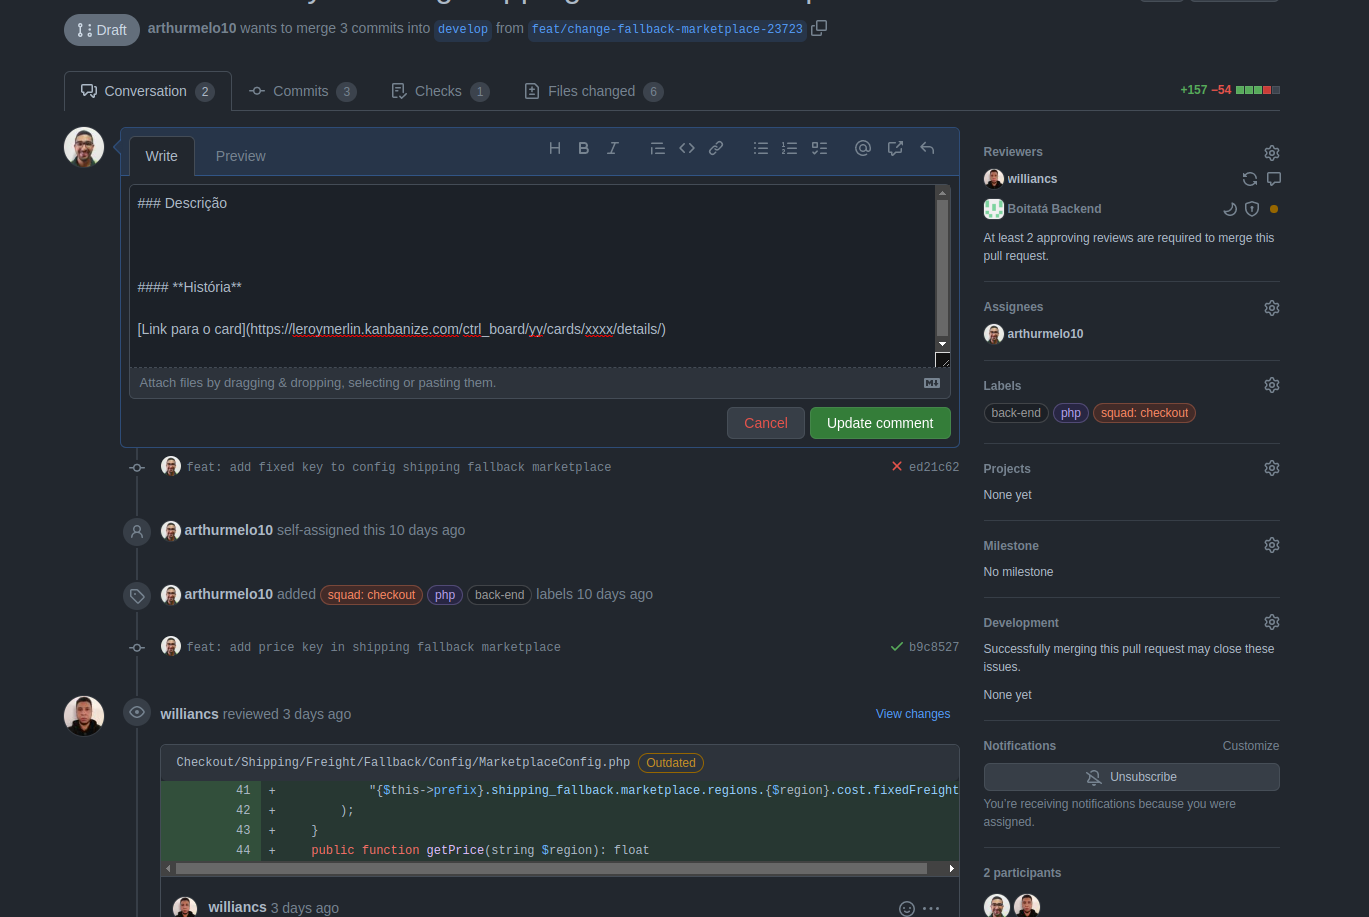 Draft
arthurmelo10 wants to merge 3 commits into develop from feat/change-fallback-marketplace-23723
Conversation 2
Commits 3
Checks 1
Files changed 6
+157 −54
Write
Preview
### Descrição
#### **História**
[Link para o card](https://leroymerlin.kanbanize.com/ctrl_board/yy/cards/xxxx/details/)
Attach files by dragging & dropping, selecting or pasting them.
Cancel
Update comment
feat: add fixed key to config shipping fallback marketplace
ed21c62
arthurmelo10 self-assigned this 10 days ago
arthurmelo10 added squad: checkout php back-end labels 10 days ago
feat: add price key in shipping fallback marketplace
b9c8527
williancs reviewed 3 days ago
View changes
Checkout/Shipping/Freight/Fallback/Config/MarketplaceConfig.php Outdated
41 + "{$this->prefix}.shipping_fallback.marketplace.regions.{$region}.cost.fixedFreight
42 + );
43 + }
44 + public function getPrice(string $region): float
williancs 3 days ago
Reviewers
williancs
Boitatá Backend
At least 2 approving reviews are required to merge this
pull request.
Assignees
arthurmelo10
Labels
back-end php squad: checkout
Projects
None yet
Milestone
No milestone
Development
Successfully merging this pull request may close these
issues.
None yet
Notifications
Customize
Unsubscribe
You're receiving notifications because you were
assigned.
2 participants